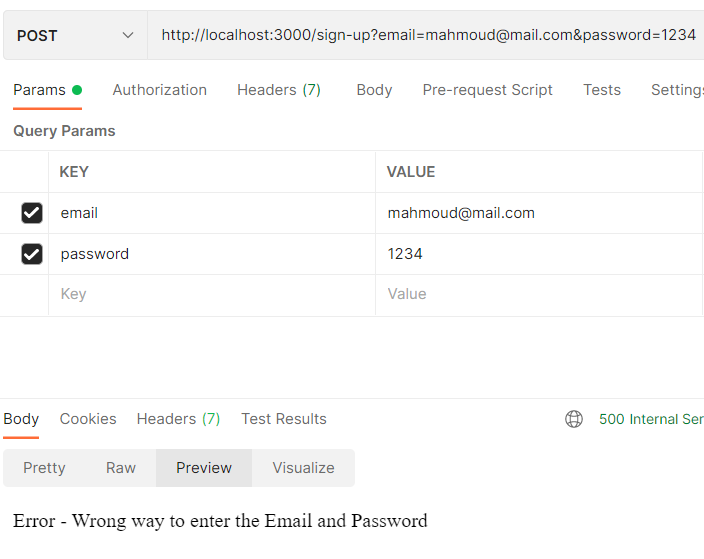 POST http://localhost:3000/sign-up?email=mahmoud@mail.com&password=1234
Params Authorization Headers (7) Body Pre-request Script Tests Settings
Query Params
KEY VALUE
email mahmoud@mail.com
password 1234
Key Value
Body Cookies Headers (7) Test Results 500 Internal Ser
Pretty Raw Preview Visualize
Error - Wrong way to enter the Email and Password